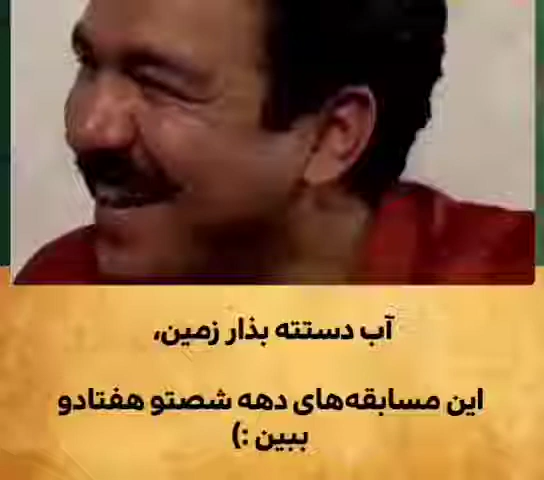 آب دستته بذار زمین،
این مسابقه‌های دهه شصتو هفتادو
ببین :)